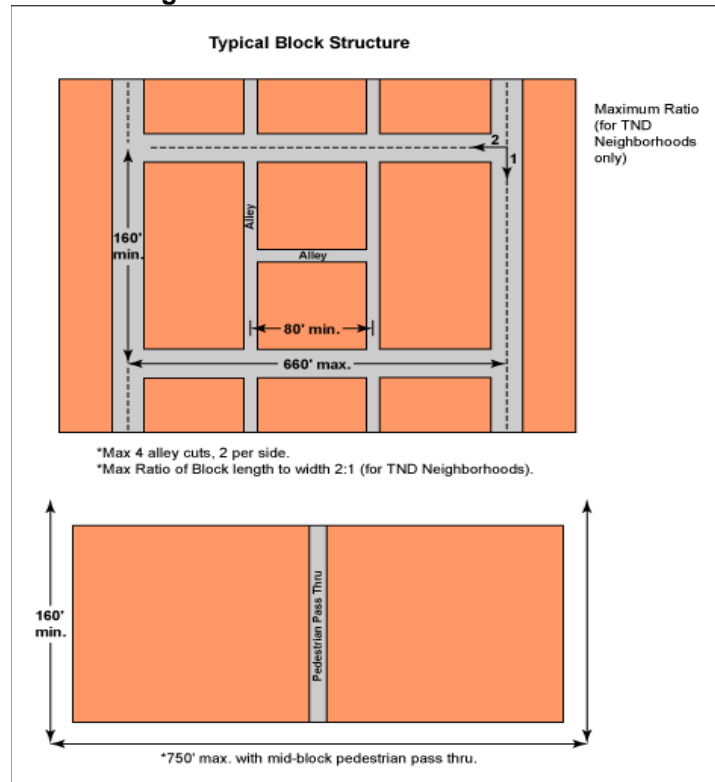 Typical Block Structure
Maximum Ratio
(for TND
Neighborhoods
only)
2
1
Alley
160'
min.
Alley
80' min.
660' max.
*Max 4 alley cuts, 2 per side.
*Max Ratio of Block length to width 2:1 (for TND Neighborhoods).
Pedestrian Pass Thru
160'
min.
*750' max. with mid-block pedestrian pass thru.